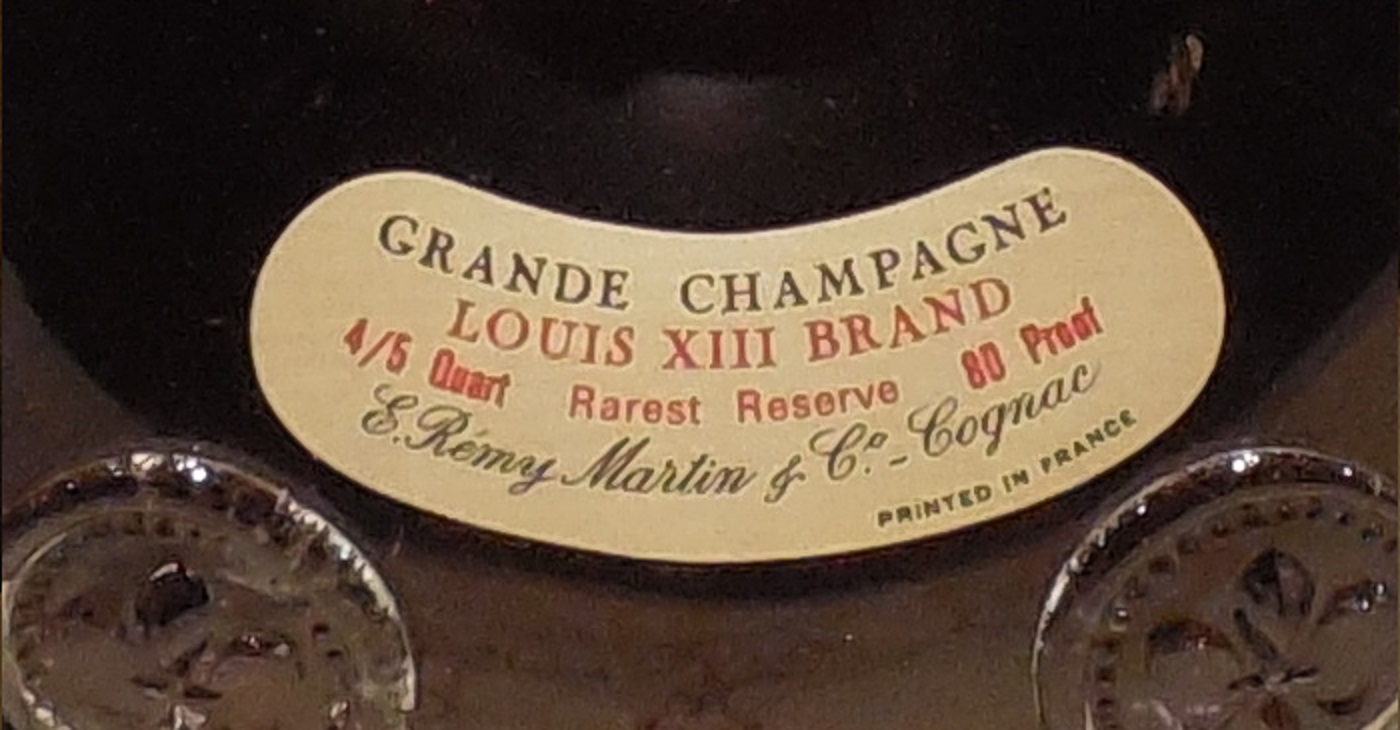 GRANDE CHAMPAGNE
LOUIS XIII BRAND
4/5 Quart Rarest Reserve 80 Proof
E. Rémy Martin & Cº.- Cognac
PRINTED IN FRANCE